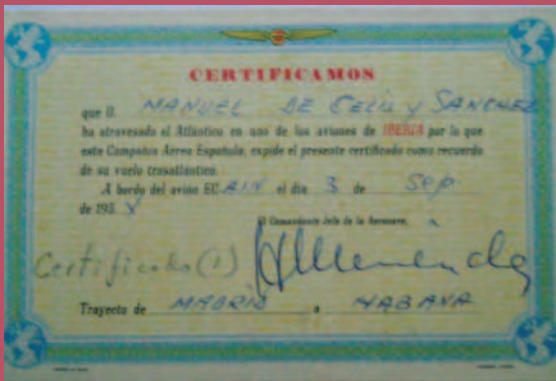 CERTIFICAMOS
que D. MANUEL DE CELIS y SANCHEZ
ha atravesado el Atlántico en uno de los aviones de IBERIA por lo que
esta Compañía Aérea Española, expide el presente certificado como recuerdo
de su vuelo trasatlántico.
A bordo del avión EC-AIN el día 3 de Sep.
de 195
El Comandante Jefe de la Aeronave,
Certificado (1)
Trayecto de MADRID a HABANA